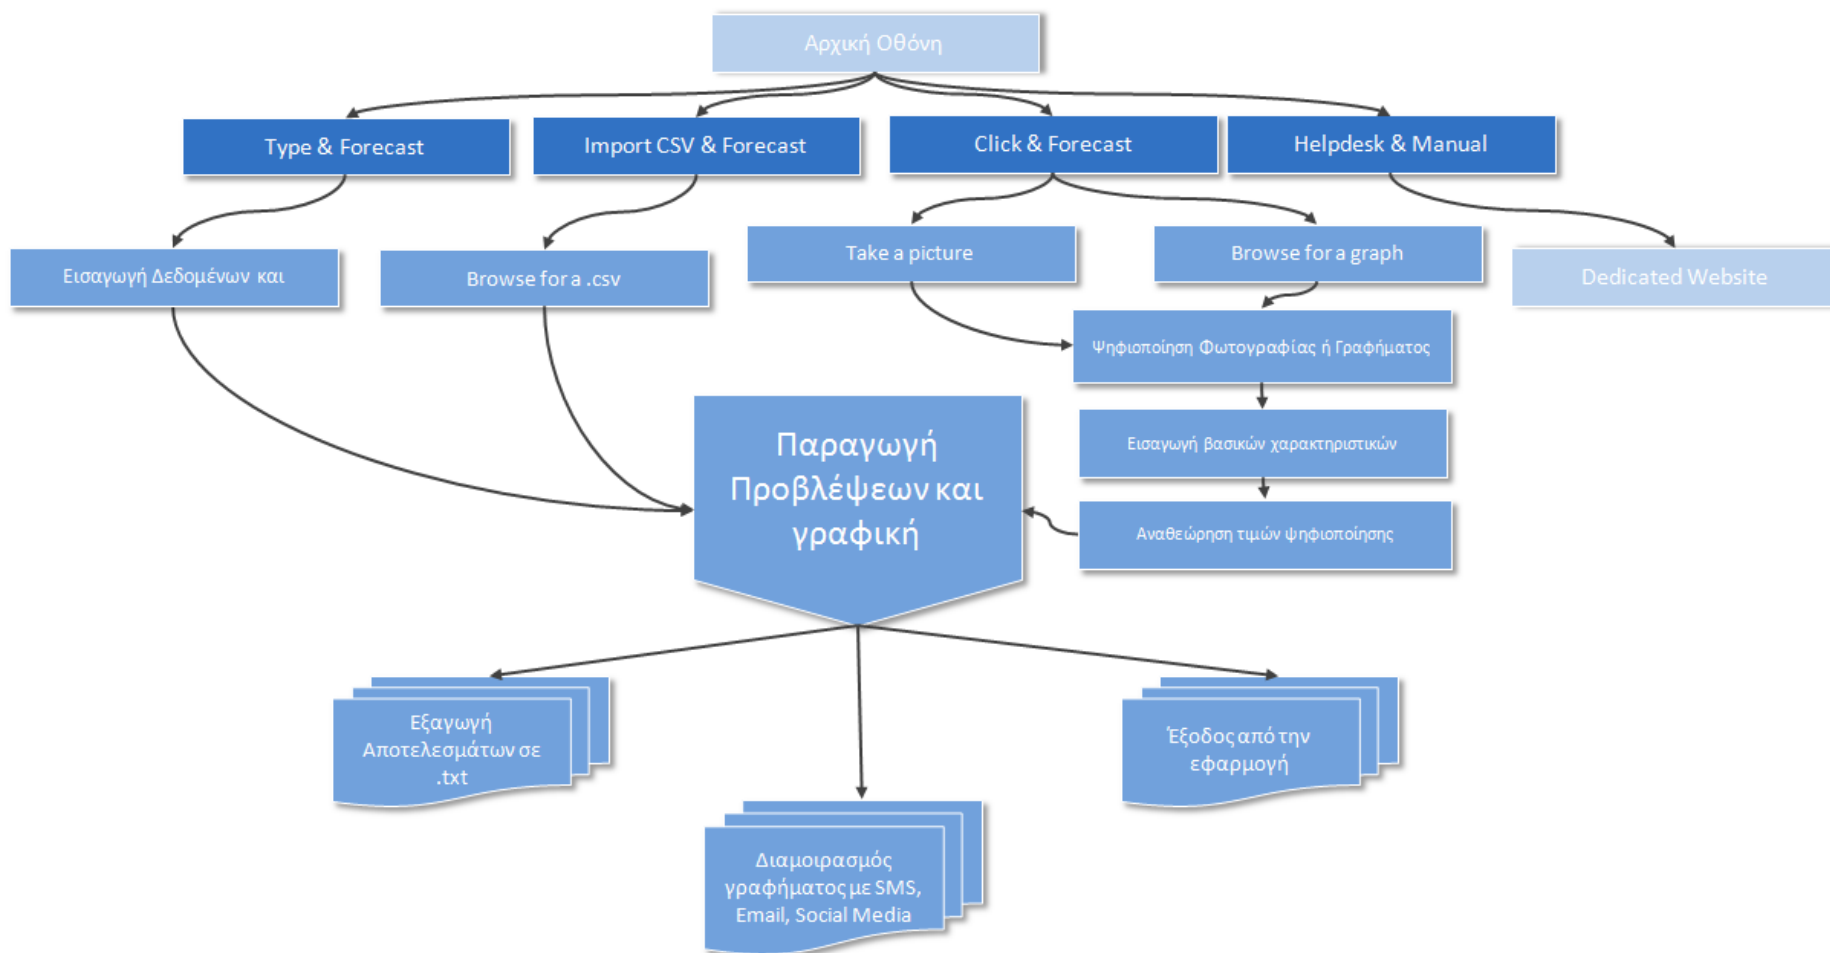 Αρχική Οθόνη
Type & Forecast
Import CSV & Forecast
Click & Forecast
Helpdesk & Manual
Εισαγωγή Δεδομένων και
Browse for a .csv
Take a picture
Browse for a graph
Dedicated Website
Ψηφιοποίηση Φωτογραφίας ή Γραφήματος
Εισαγωγή βασικών χαρακτηριστικών
Αναθεώρηση τιμών ψηφιοποίησης
Παραγωγή
Προβλέψεων και
γραφική
Εξαγωγή
Αποτελεσμάτων σε
.txt
Διαμοιρασμός
γραφήματος με SMS,
Email, Social Media
Έξοδος από την
εφαρμογή